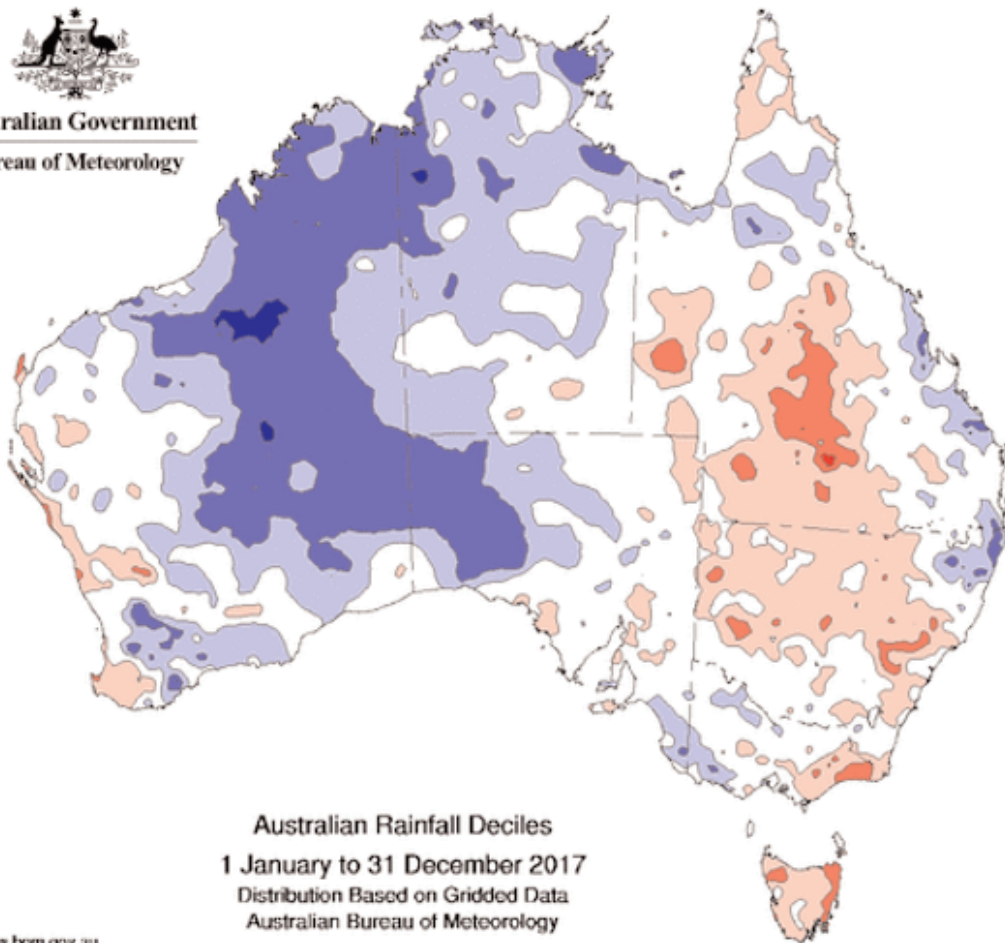 ralian Government
reau of Meteorology
Australian Rainfall Deciles
1 January to 31 December 2017
Distribution Based on Gridded Data
Australian Bureau of Meteorology